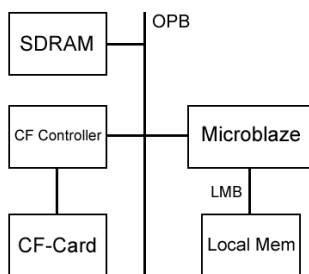 OPB
SDRAM
CF Controller
Microblaze
LMB
CF-Card
Local Mem